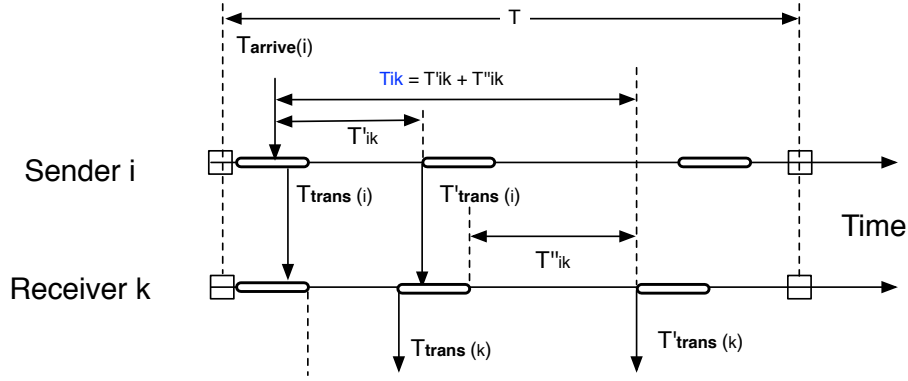 T
Tarrive(i)
Tik = T'ik + T''ik
T'ik
Sender i
Ttrans (i)
T'trans (i)
Time
T''ik
Receiver k
Ttrans (k)
T'trans (k)